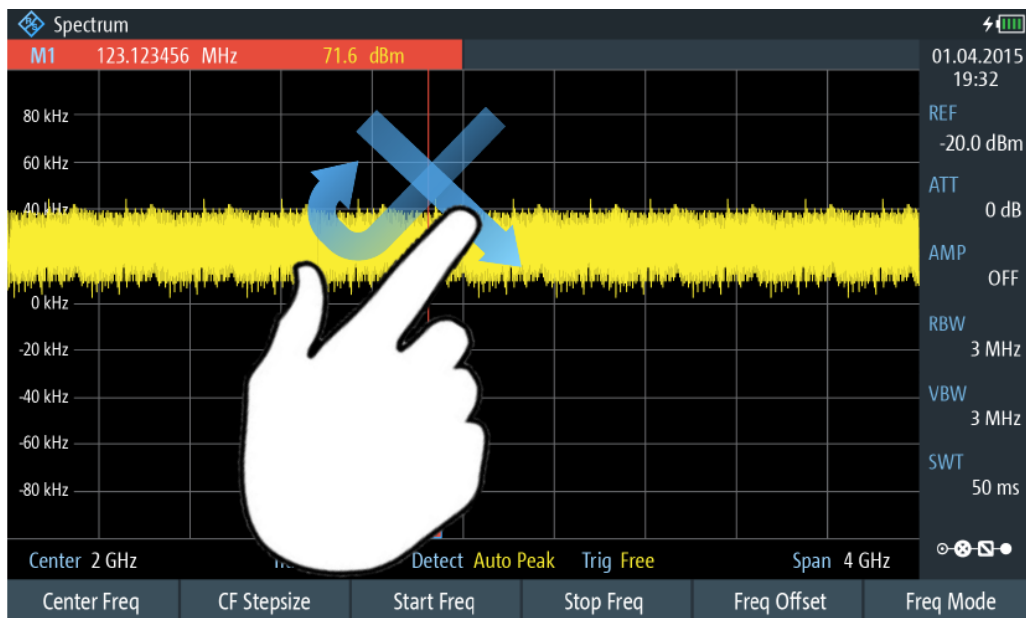 Spectrum
M1 123.123456 MHz 71.6 dBm
01.04.2015
19:32
REF
-20.0 dBm
ATT
0 dB
AMP
OFF
RBW
3 MHz
VBW
3 MHz
SWT
50 ms
80 kHz
60 kHz
40 kHz
0 kHz
-20 kHz
-40 kHz
-60 kHz
-80 kHz
Center 2 GHz Detect Auto Peak Trig Free Span 4 GHz
Center Freq CF Stepsize Start Freq Stop Freq Freq Offset Freq Mode